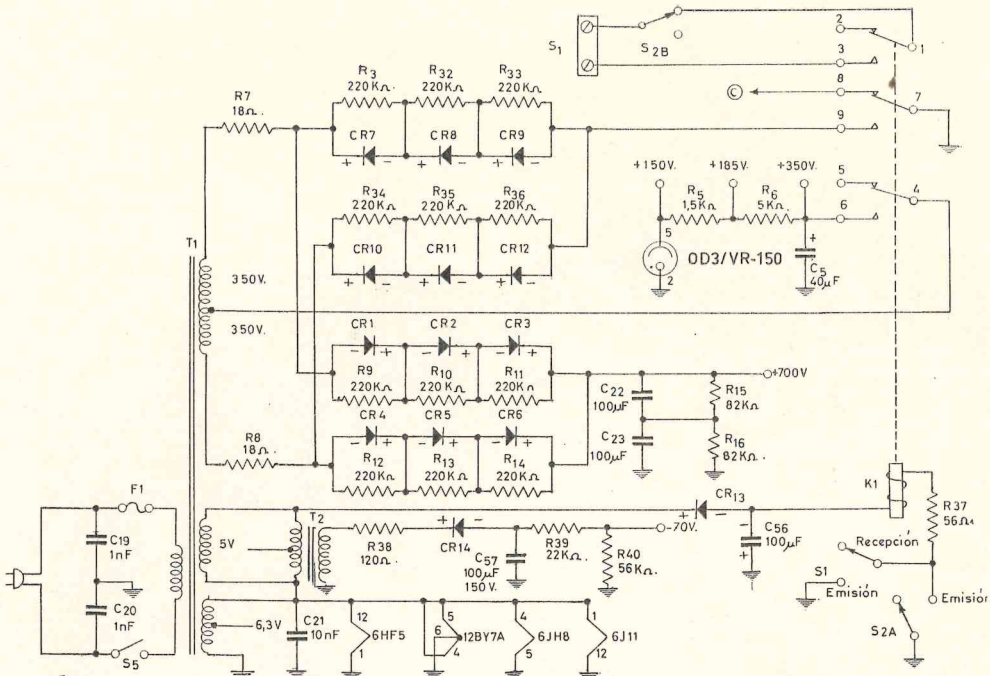 S1
S2B
2
1
3
8
7
9
5
4
6
©
R7
18Ω.
R3
220KΩ.
R32
220KΩ.
R33
220KΩ.
CR7
CR8
CR9
+ - + - + -
R34
220KΩ
R35
220KΩ
R36
220KΩ
CR10
CR11
CR12
+ - + - + -
+150V.
+185V.
+350V.
R5
1,5KΩ
R6
5KΩ
5
2
OD3/VR-150
+
C5
40µF
T1
350V.
350V.
CR1
CR2
CR3
- + - + - +
R9
220KΩ.
R10
220KΩ
R11
220KΩ
CR4
CR5
CR6
- + - + - +
R12
220KΩ
R13
220KΩ
R14
220KΩ
+700V
C22
100µF
C23
100µF
R15
82KΩ
R16
82KΩ.
R8
18Ω.
F1
C19
1nF
C20
1nF
S5
5V
6,3V
T2
R38
120Ω.
+ -
CR14
C57
100µF
150V.
R39
22KΩ.
R40
56KΩ.
-70V.
CR13
+ -
-
C56
100µF
+
K1
R37
56Ω.
Recepción
S1
Emisión
Emisión
S2A
C21
10nF
12
6HF5
1
5
6
12BY7A
4
4
6JH8
5
1
6J11
12